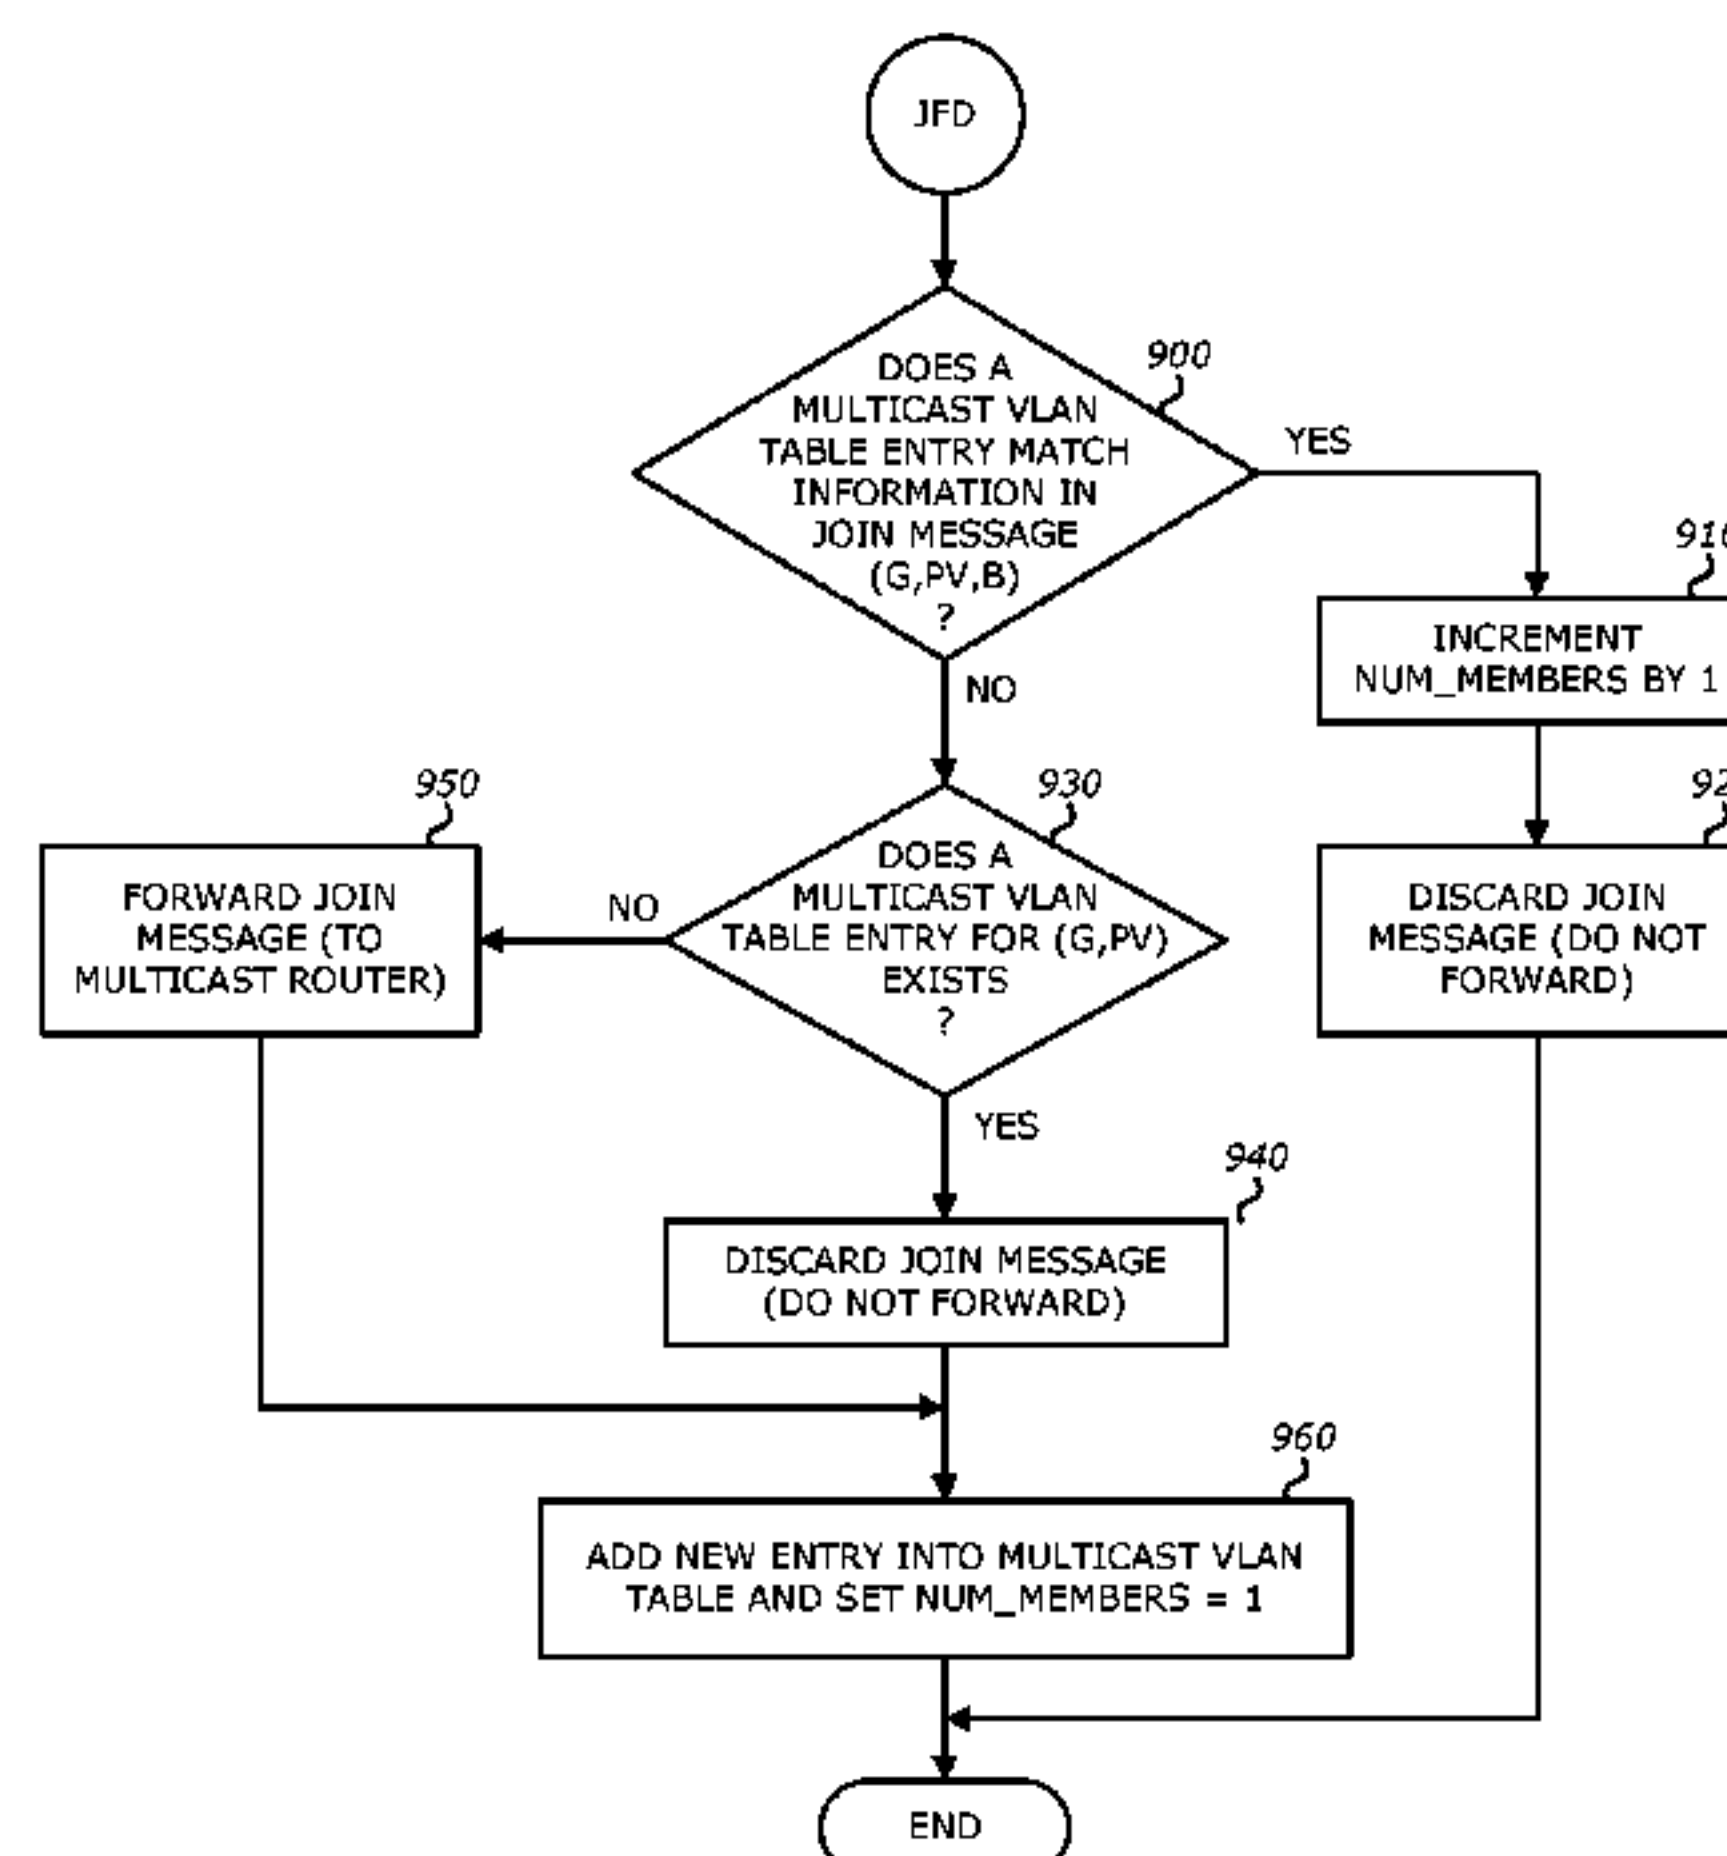 JFD
900
DOES A
MULTICAST VLAN
TABLE ENTRY MATCH
INFORMATION IN
JOIN MESSAGE
(G,PV,B)
?
YES
NO
INCREMENT
NUM_MEMBERS BY 1
950
930
FORWARD JOIN
MESSAGE (TO
MULTICAST ROUTER)
NO
DOES A
MULTICAST VLAN
TABLE ENTRY FOR (G,PV)
EXISTS
?
DISCARD JOIN
MESSAGE (DO NOT
FORWARD)
YES
940
DISCARD JOIN MESSAGE
(DO NOT FORWARD)
960
ADD NEW ENTRY INTO MULTICAST VLAN
TABLE AND SET NUM_MEMBERS = 1
END